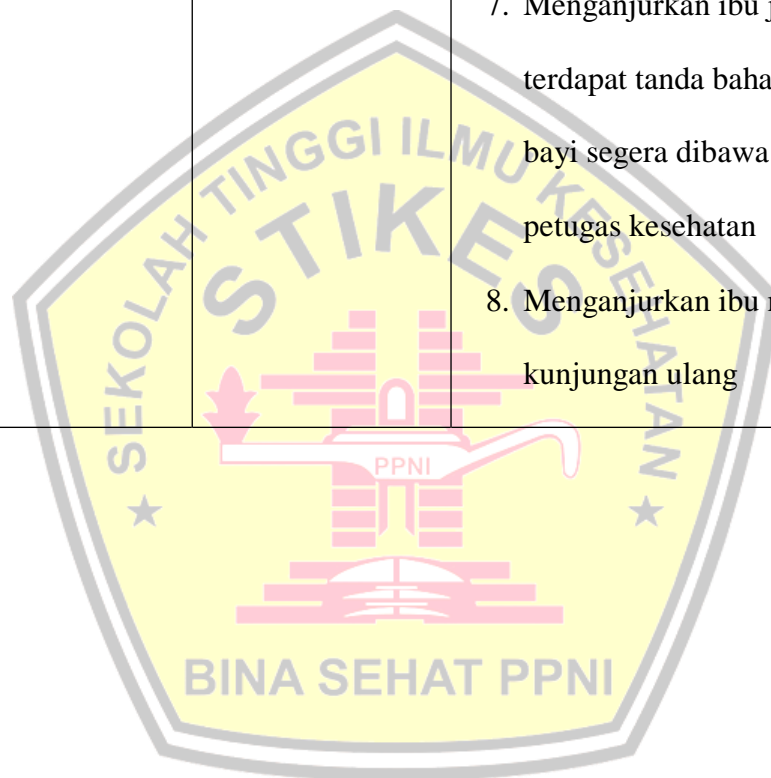 7. Menganjurkan ibu
terdapat tanda
bayi segera dibawa
petugas kesehatan
8. Menganjurkan ibu
kunjungan ulang
SEKOLAH TINGGI ILMU KESEHATAN
STIKES
PPNI
BINA SEHAT PPNI